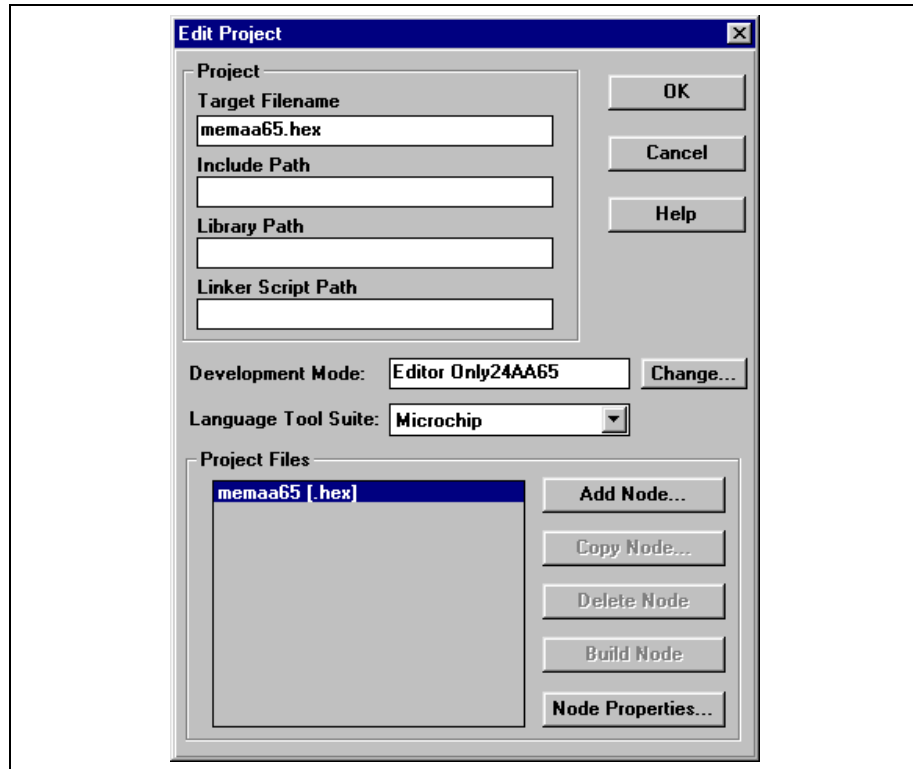 Edit Project
Project
Target Filename
memaa65.hex
Include Path
Library Path
Linker Script Path
OK
Cancel
Help
Development Mode: Editor Only24AA65 Change...
Language Tool Suite: Microchip
Project Files
memaa65 [.hex]
Add Node...
Copy Node...
Delete Node
Build Node
Node Properties...